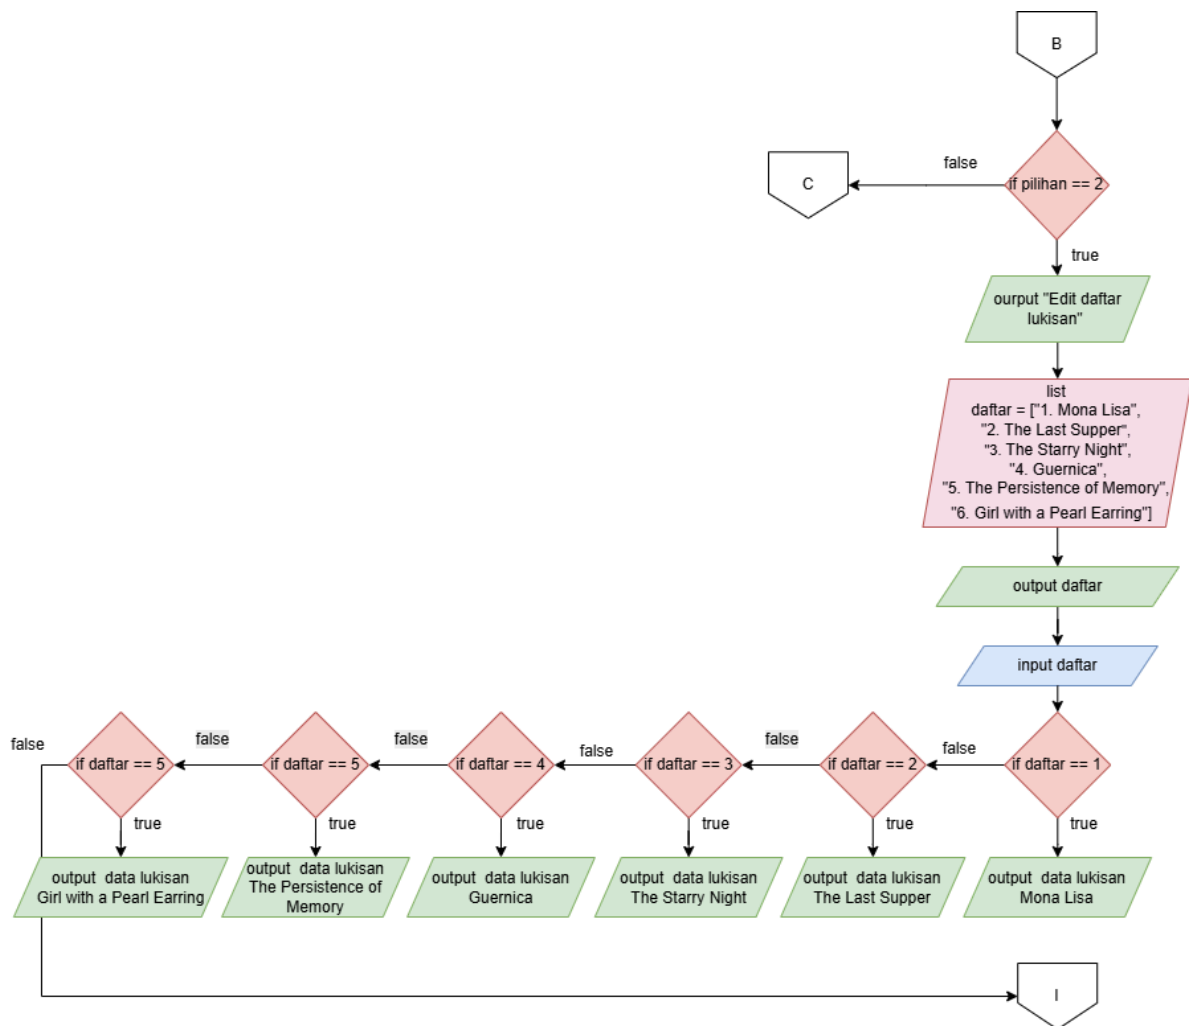 B
false
C
if pilihan == 2
true
ourput "Edit daftar
lukisan"
list
daftar = ["1. Mona Lisa",
"2. The Last Supper",
"3. The Starry Night",
"4. Guernica",
"5. The Persistence of Memory",
"6. Girl with a Pearl Earring"]
output daftar
input daftar
false
if daftar == 5
false
if daftar == 5
false
if daftar == 4
false
if daftar == 3
false
if daftar == 2
false
if daftar == 1
true
true
true
true
true
true
output data lukisan
Girl with a Pearl Earring
output data lukisan
The Persistence of
Memory
output data lukisan
Guernica
output data lukisan
The Starry Night
output data lukisan
The Last Supper
output data lukisan
Mona Lisa
I